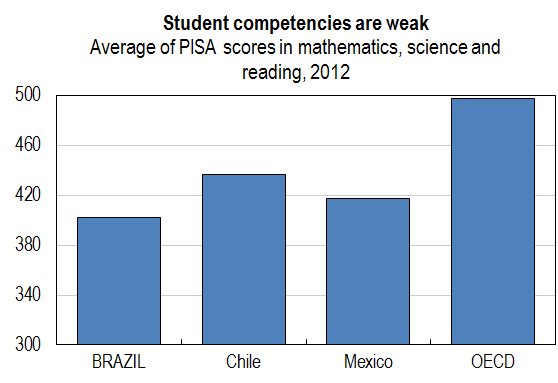 Student competencies are weak
Average of PISA scores in mathematics, science and
reading, 2012
500
460
420
380
340
300
BRAZIL Chile Mexico OECD